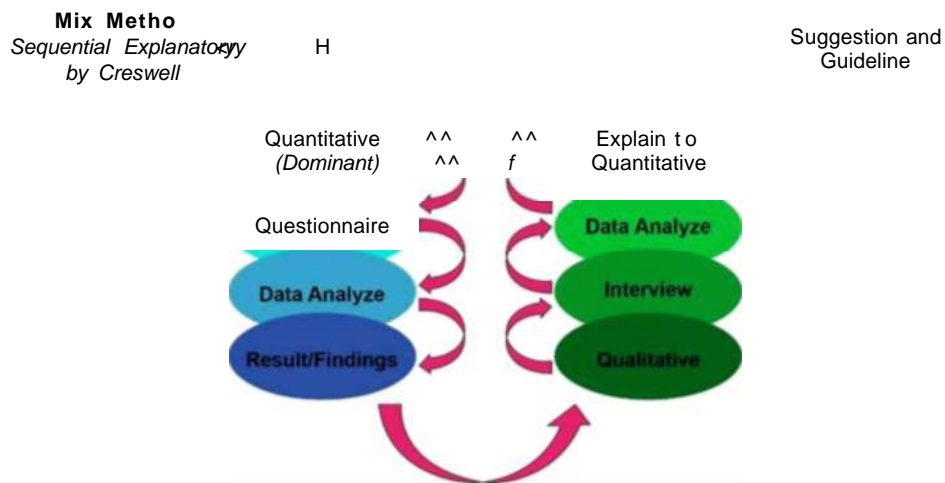 Mix Metho
Sequential Explanatory
by Creswell
H
Suggestion and
Guideline
Quantitative ^^
(Dominant) ^^
^^ Explain to
f Quantitative
Questionnaire
Data Analyze
Result/Findings
Data Analyze
Interview
Qualitative